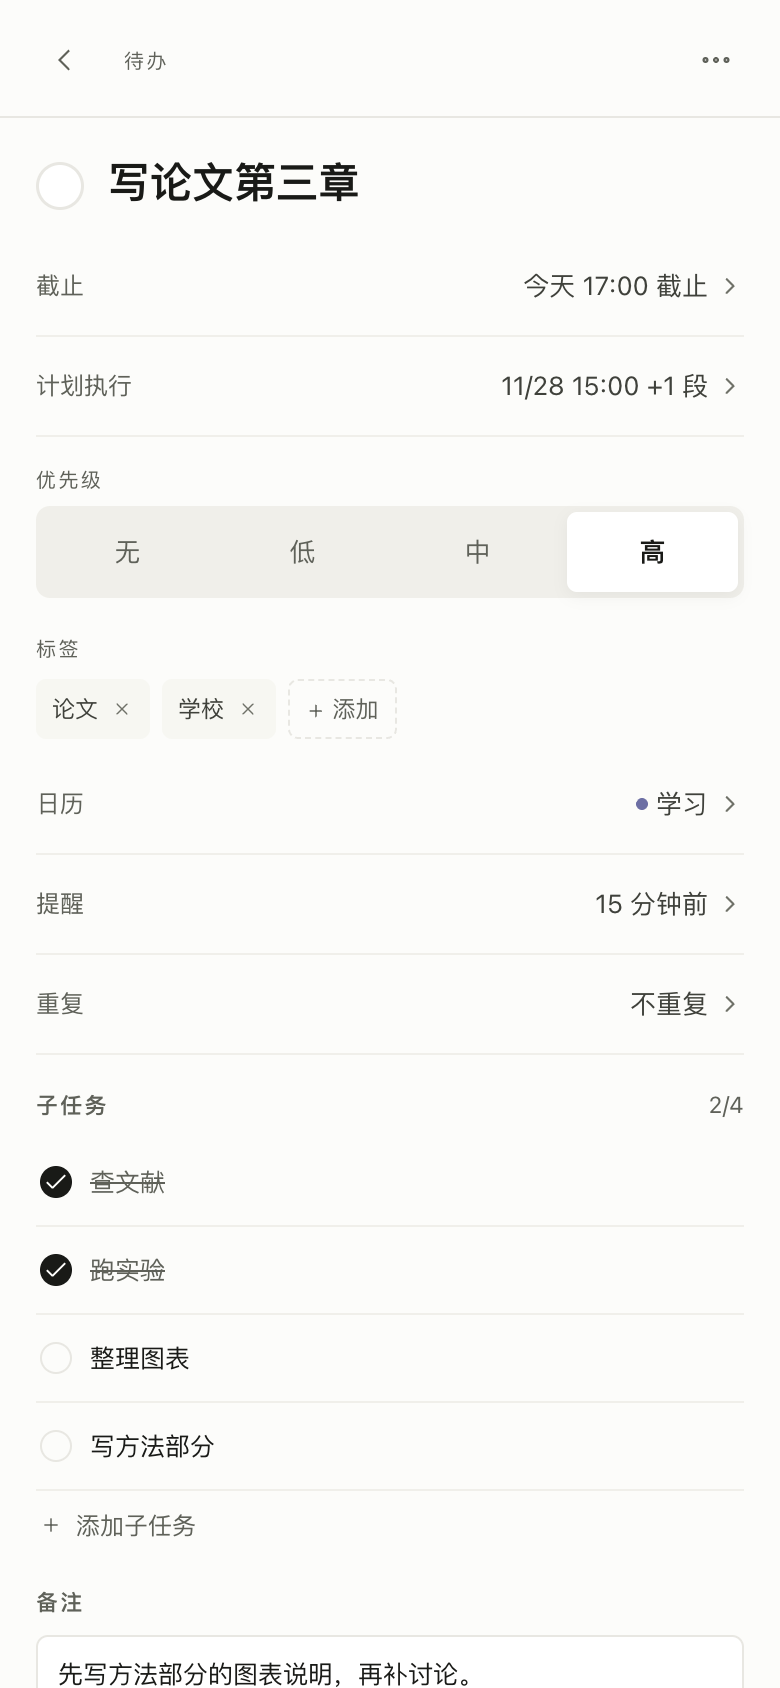 待办
写论文第三章
截止 今天 17:00 截止
计划执行 11/28 15:00 +1 段
优先级
无 低 中 高
标签
论文 × 学校 × + 添加
日历 学习
提醒 15 分钟前
重复 不重复
子任务 2/4
查文献
跑实验
整理图表
写方法部分
+ 添加子任务
备注
先写方法部分的图表说明，再补讨论。